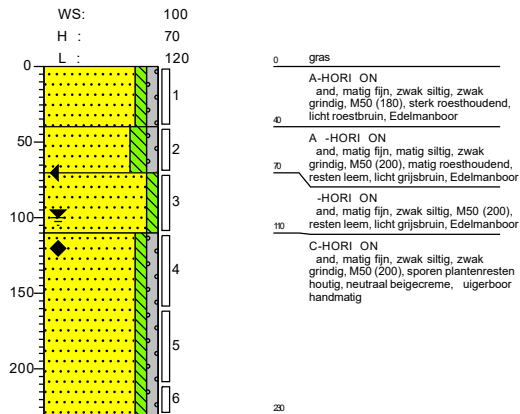 WS: 100
H : 70
L : 120
0
50
100
150
200
1
2
3
4
5
6
0 gras
A-HORI ON
and, matig fijn, zwak siltig, zwak
grindig, M50 (180), sterk roesthoudend,
licht roestbruin, Edelmanboor
40
A -HORI ON
and, matig fijn, matig siltig, zwak
grindig, M50 (200), matig roesthoudend,
resten leem, licht grijsbruin, Edelmanboor
70
-HORI ON
and, matig fijn, zwak siltig, M50 (200),
resten leem, licht grijsbruin, Edelmanboor
110
C-HORI ON
and, matig fijn, zwak siltig, zwak
grindig, M50 (200), sporen plantenresten
houtig, neutraal beigecreme, uigerboor
handmatig
230